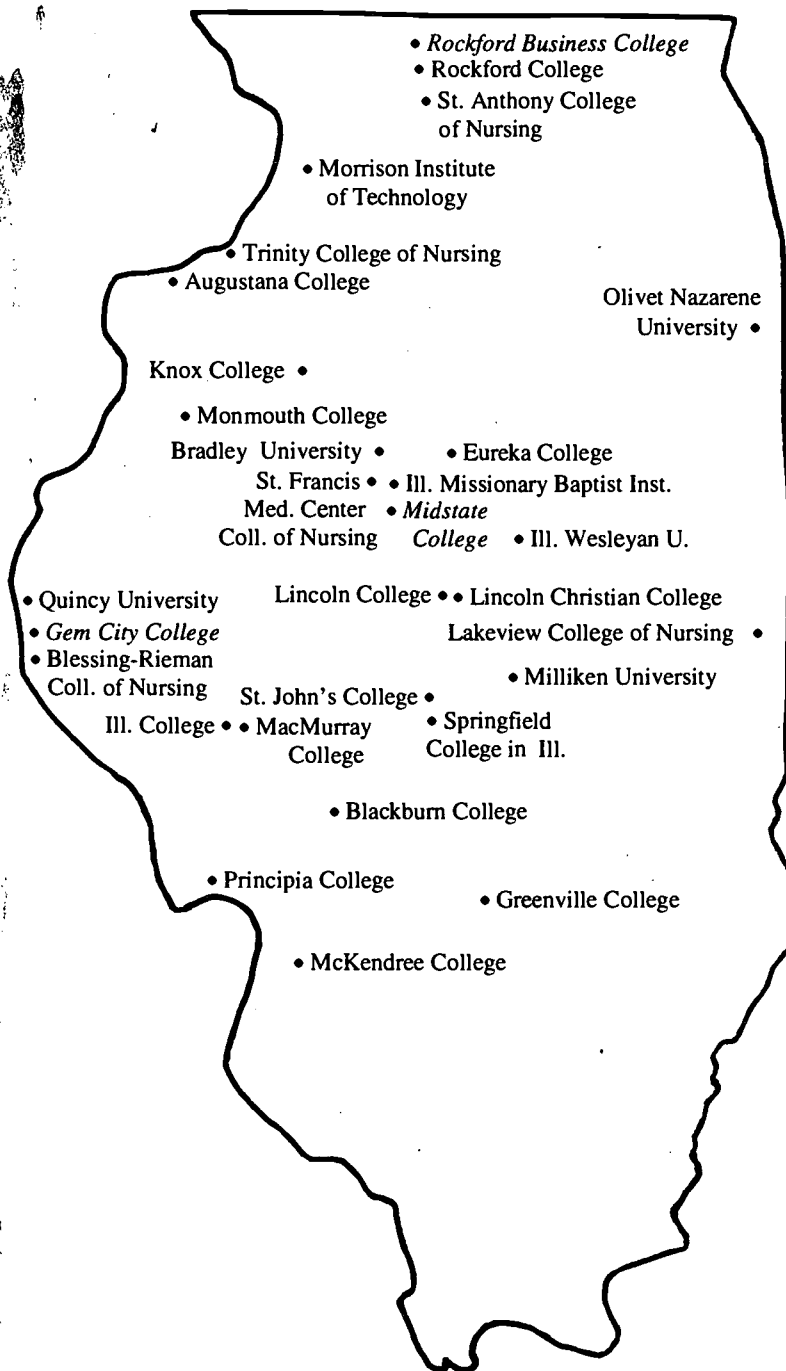 Rockford Business College
Rockford College
St. Anthony College
of Nursing
Morrison Institute
of Technology
Trinity College of Nursing
Augustana College
Olivet Nazarene
University
Knox College
Monmouth College
Bradley University
Eureka College
St. Francis
Med. Center
Coll. of Nursing
Ill. Missionary Baptist Inst.
Midstate
College
Ill. Wesleyan U.
Quincy University
Lincoln College
Lincoln Christian College
Gem City College
Lakeview College of Nursing
Blessing-Rieman
Coll. of Nursing
Milliken University
St. John's College
Ill. College
MacMurray
College
Springfield
College in Ill.
Blackburn College
Principia College
Greenville College
McKendree College